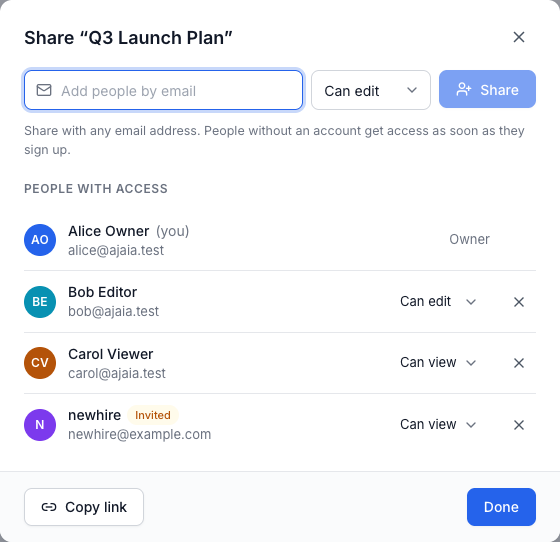 Share “Q3 Launch Plan”
Add people by email
Can edit
Share
Share with any email address. People without an account get access as soon as they
sign up.
PEOPLE WITH ACCESS
AO
Alice Owner (you)
alice@ajaia.test
Owner
BE
Bob Editor
bob@ajaia.test
Can edit
CV
Carol Viewer
carol@ajaia.test
Can view
N
newhire Invited
newhire@example.com
Can view
Copy link
Done